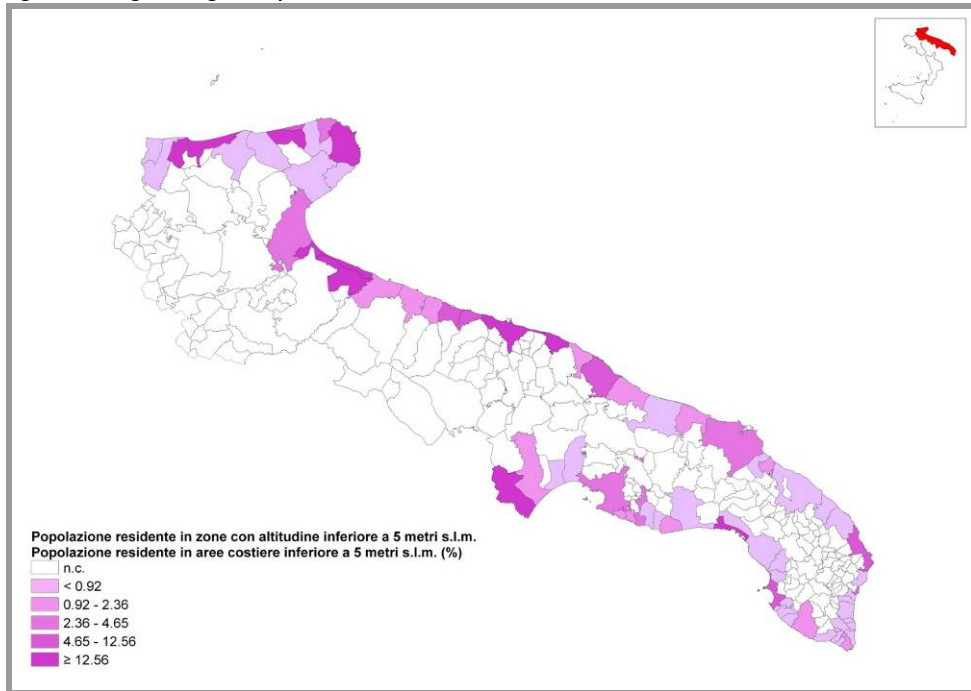 Popolazione residente in zone con altitudine inferiore a 5 metri s.l.m.
Popolazione residente in aree costiere inferiore a 5 metri s.l.m. (%)
n.c.
< 0.92
0.92 - 2.36
2.36 - 4.65
4.65 - 12.56
≥ 12.56